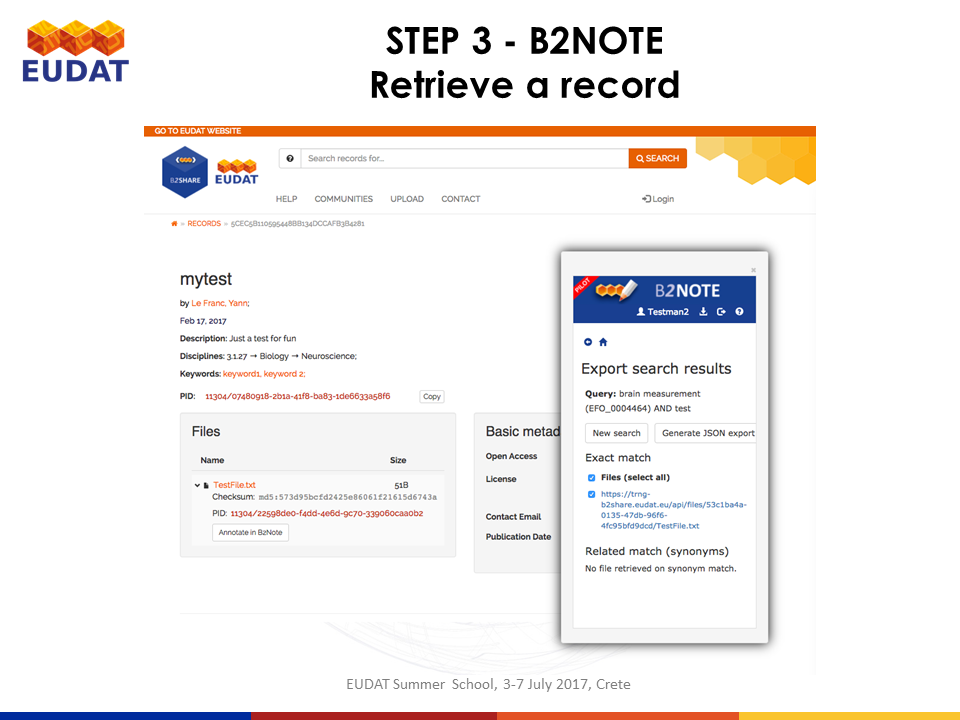 EUDAT
STEP 3 - B2NOTE
Retrieve a record
GO TO EUDAT WEBSITE
B2SHARE
EUDAT
Search records for...
SEARCH
HELP COMMUNITIES UPLOAD CONTACT
Login
» RECORDS » 5CEC5B110595448BB134DCCAFB3B4281
mytest
by Le Franc, Yann;
Feb 17, 2017
Description: Just a test for fun
Disciplines: 3.1.27 → Biology → Neuroscience;
Keywords: keyword1, keyword 2;
PID: 11304/07480918-2b1a-41f8-ba83-1de6633a58f6
Copy
Files
Name Size
TestFile.txt 51B
Checksum: md5:573d95bcfd2425e86061f21615d6743a
PID: 11304/22598de0-f4dd-4e6d-9c70-339060caa0b2
Annotate in B2Note
Basic metad
Open Access
License
Contact Email
Publication Date
PILOT
B2NOTE
Testman2
Export search results
Query: brain measurement
(EFO_0004464) AND test
New search
Generate JSON export
Exact match
Files (select all)
https://trng-
b2share.eudat.eu/api/files/53c1ba4a-
0135-47db-96f6-
4fc95bfd9dcd/TestFile.txt
Related match (synonyms)
No file retrieved on synonym match.
EUDAT Summer School, 3-7 July 2017, Crete